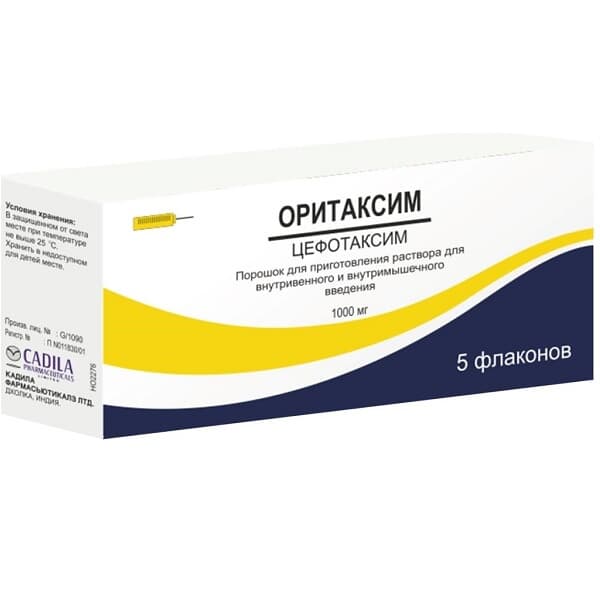 Условия хранения:
В защищенном от света
месте при температуре
не выше 25 °С.
Хранить в недоступном
для детей месте.
Произв. лиц. № : G/1090
Регистр. № : П N011830/01
CADILA
PHARMACEUTICALS
LIMITED
КАДИЛА
ФАРМАСЬЮТИКАЛЗ ЛТД.
ДХОЛКА, ИНДИЯ.
HO2276
ОРИТАКСИМ
ЦЕФОТАКСИМ
Порошок для приготовления раствора для
внутривенного и внутримышечного
введения
1000 мг
5 флаконов